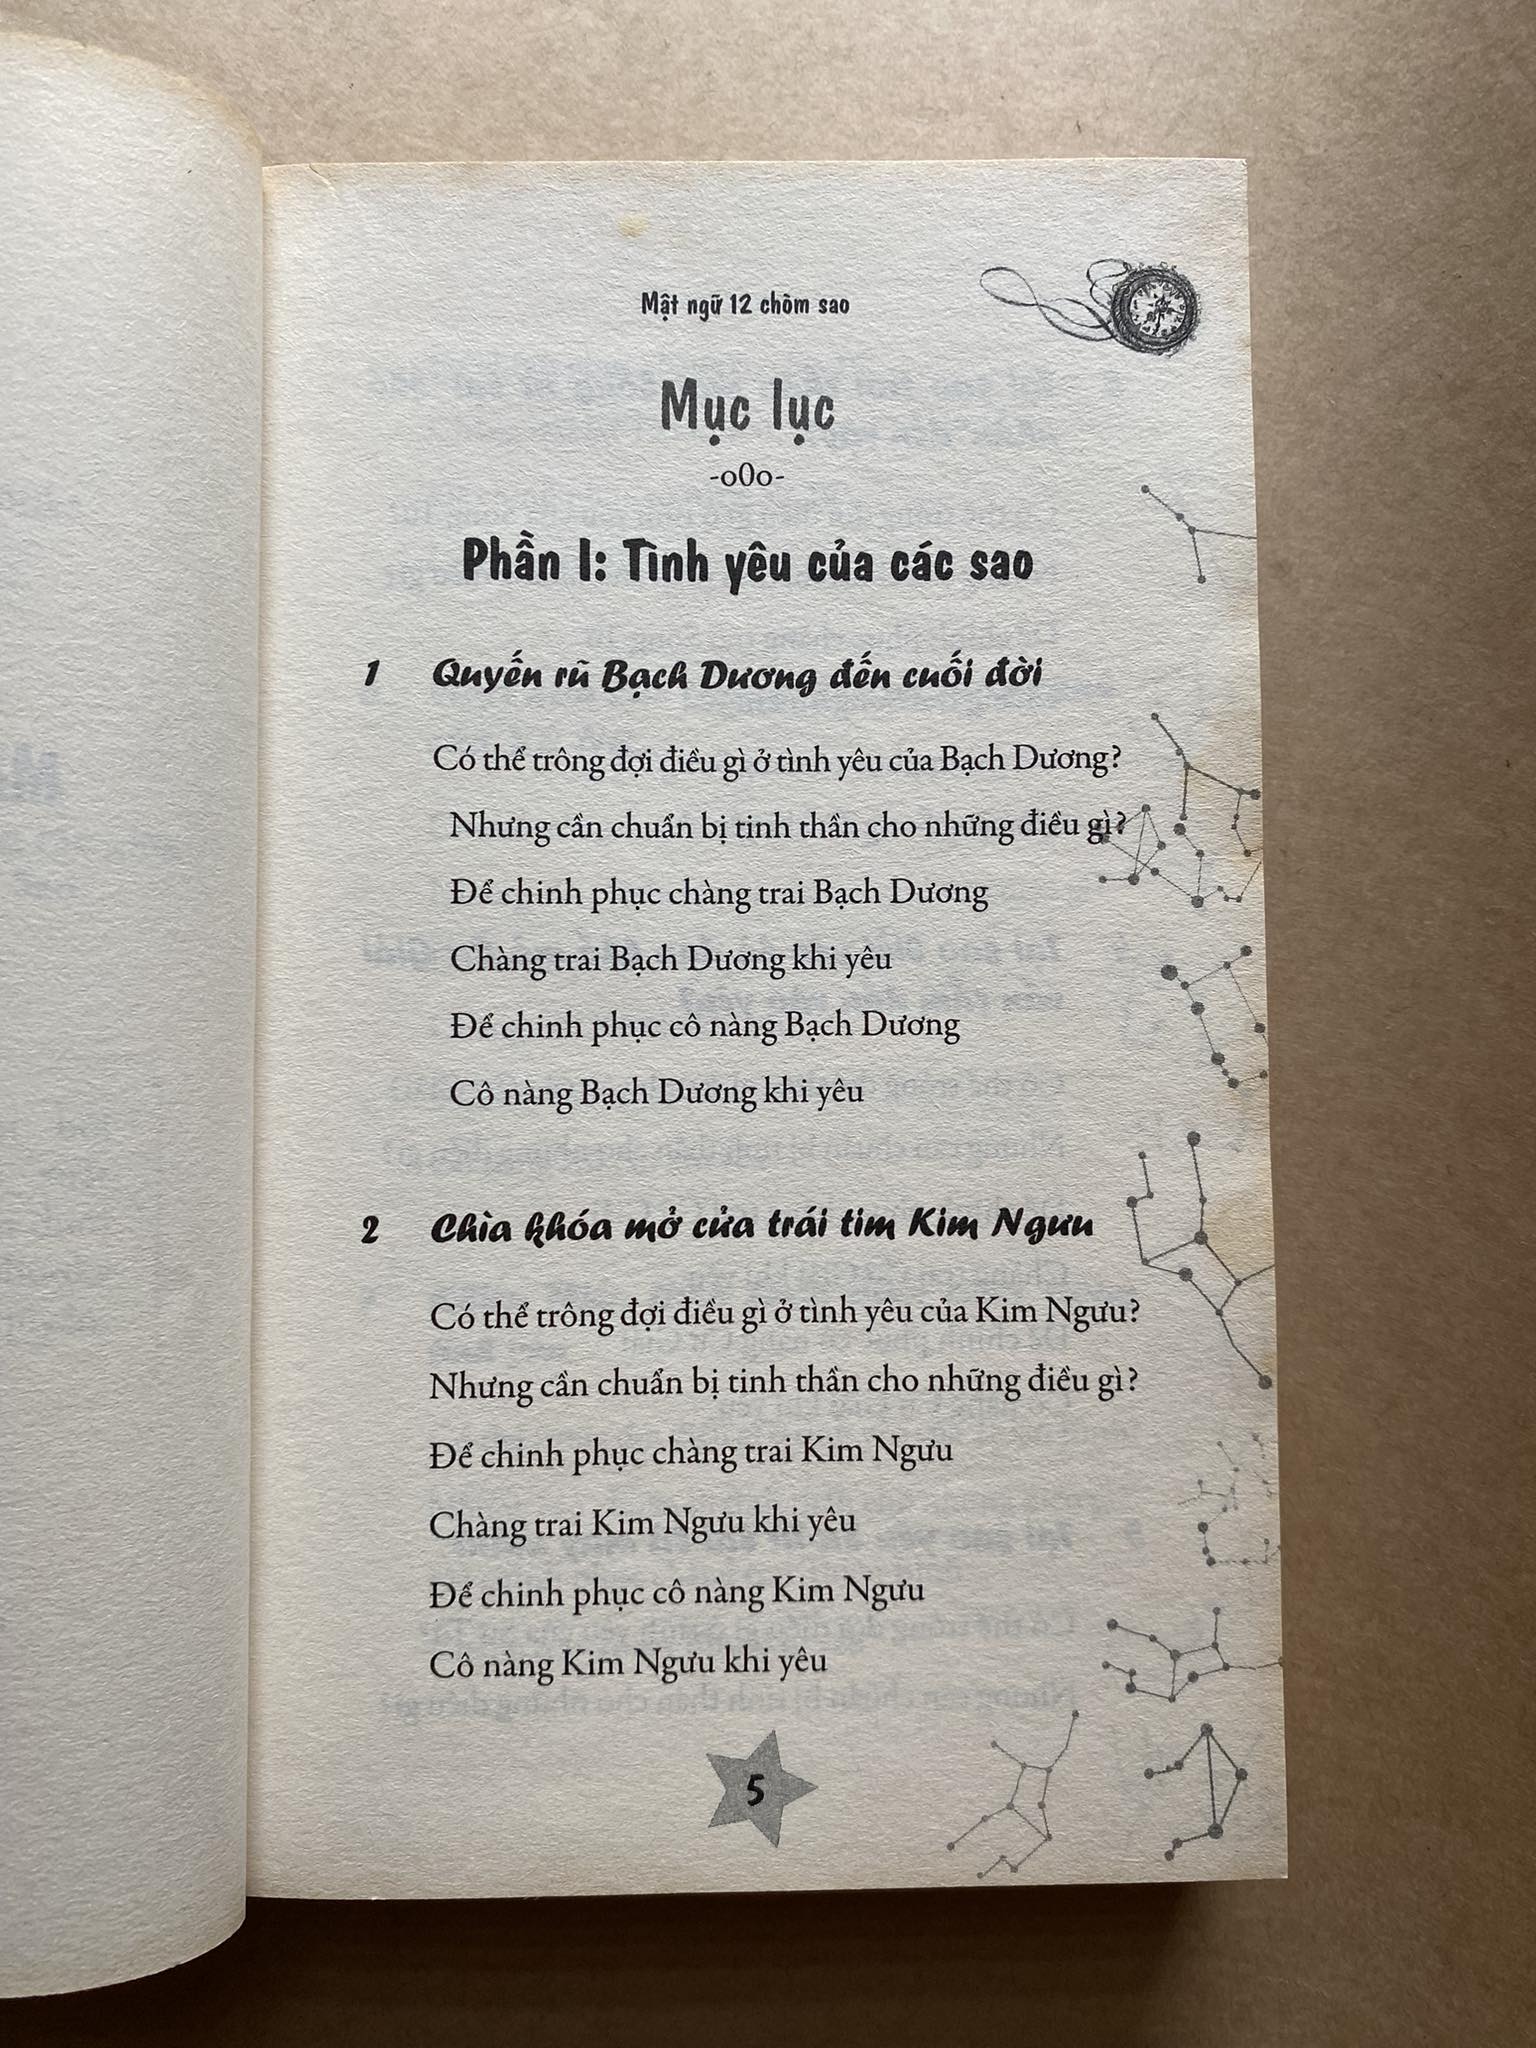 Mật ngữ 12 chòm sao
Mục lục
-o0o-
Phần I: Tình yêu của các sao
1 Quyến rũ Bạch Dương đến cuối đời
Có thể trông đợi điều gì ở tình yêu của Bạch Dương?
Nhưng cần chuẩn bị tinh thần cho những điều gì?
Để chinh phục chàng trai Bạch Dương
Chàng trai Bạch Dương khi yêu
Để chinh phục cô nàng Bạch Dương
Cô nàng Bạch Dương khi yêu
2 Chìa khóa mở cửa trái tim Kim Ngưu
Có thể trông đợi điều gì ở tình yêu của Kim Ngưu?
Nhưng cần chuẩn bị tinh thần cho những điều gì?
Để chinh phục chàng trai Kim Ngưu
Chàng trai Kim Ngưu khi yêu
Để chinh phục cô nàng Kim Ngưu
Cô nàng Kim Ngưu khi yêu
5